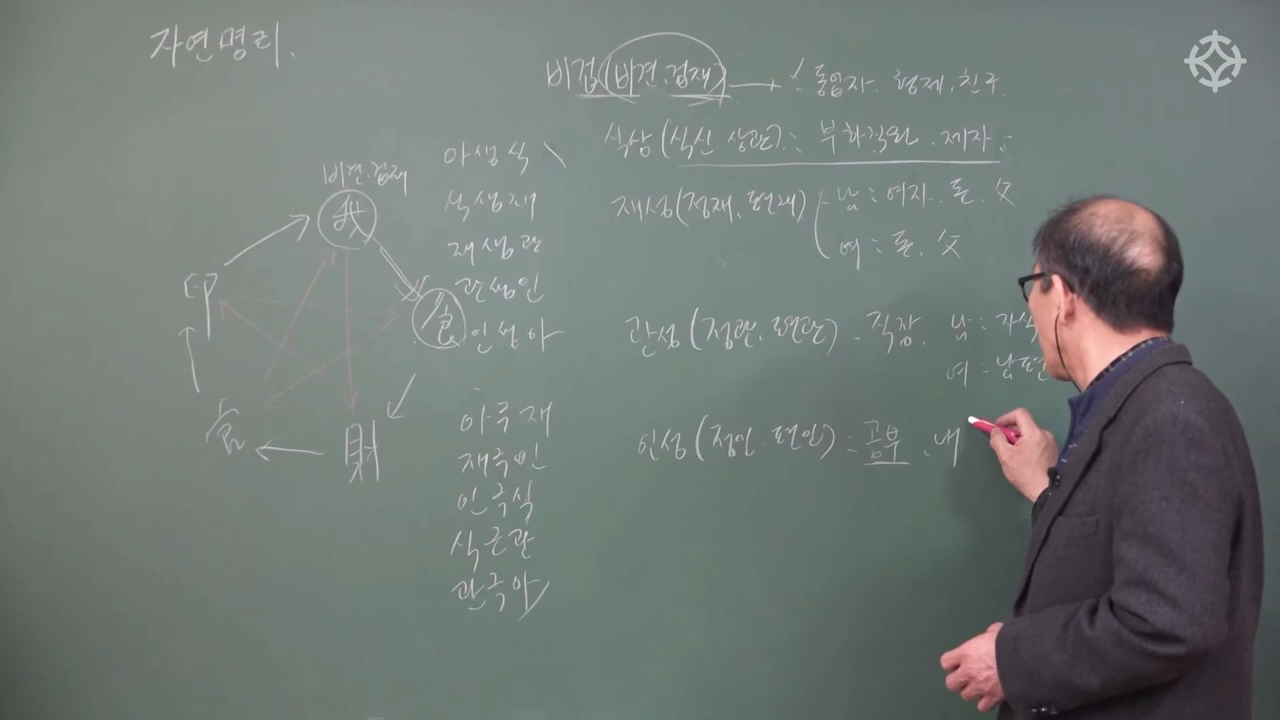 자연명리.
비겁(비견.겁재) → 동업자. 형제. 친구.
식상(식신 상관): 부하직원. 제자.
재성(정재, 편재) 남: 여자. 돈. 父
여: 돈. 父
관성(정관, 편관). 직장. 남: 자식
여: 남편
인성(정인 편인): 공부. 내
비견.겁재
我
食
財
官
印
아생식
식생재
재생관
관생인
인생아
아극재
재극인
인극식
식극관
관극아